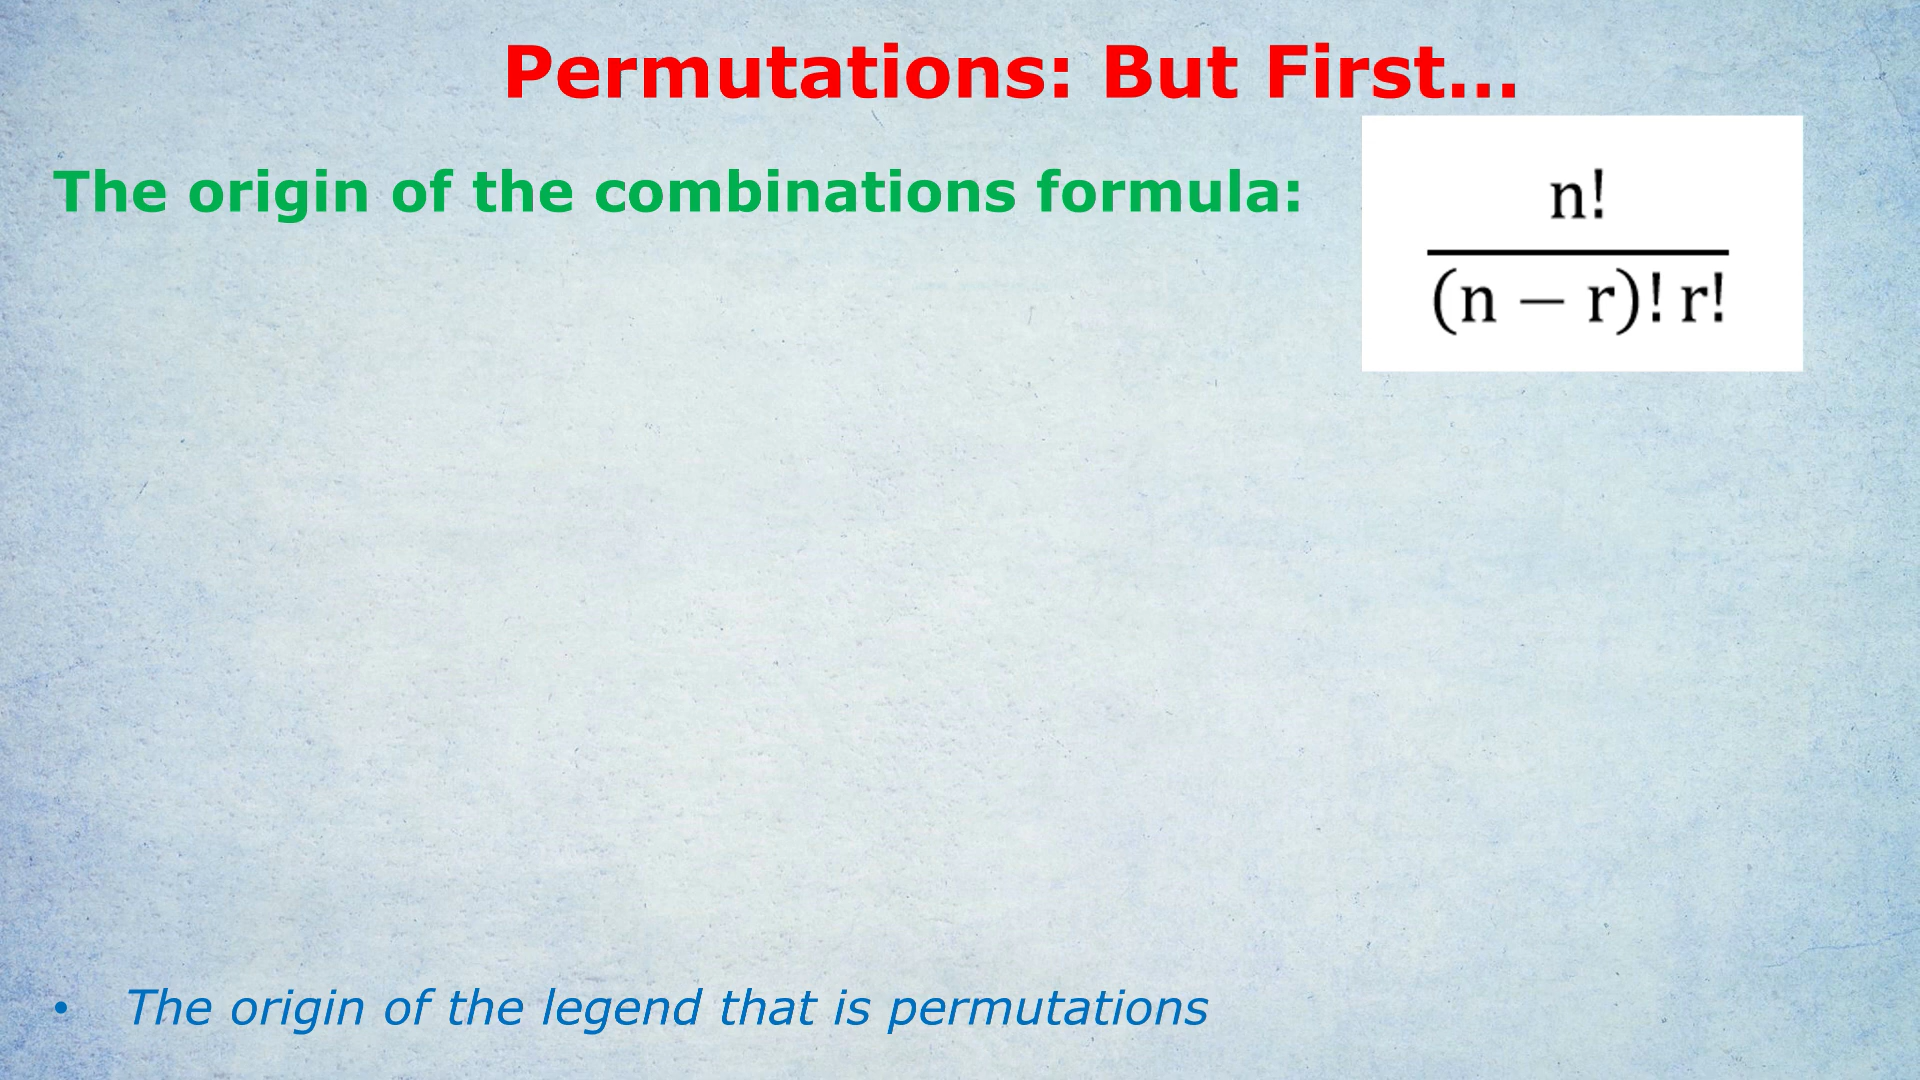 Permutations: But First...
The origin of the combinations formula:
n!
(n − r)! r!
• The origin of the legend that is permutations